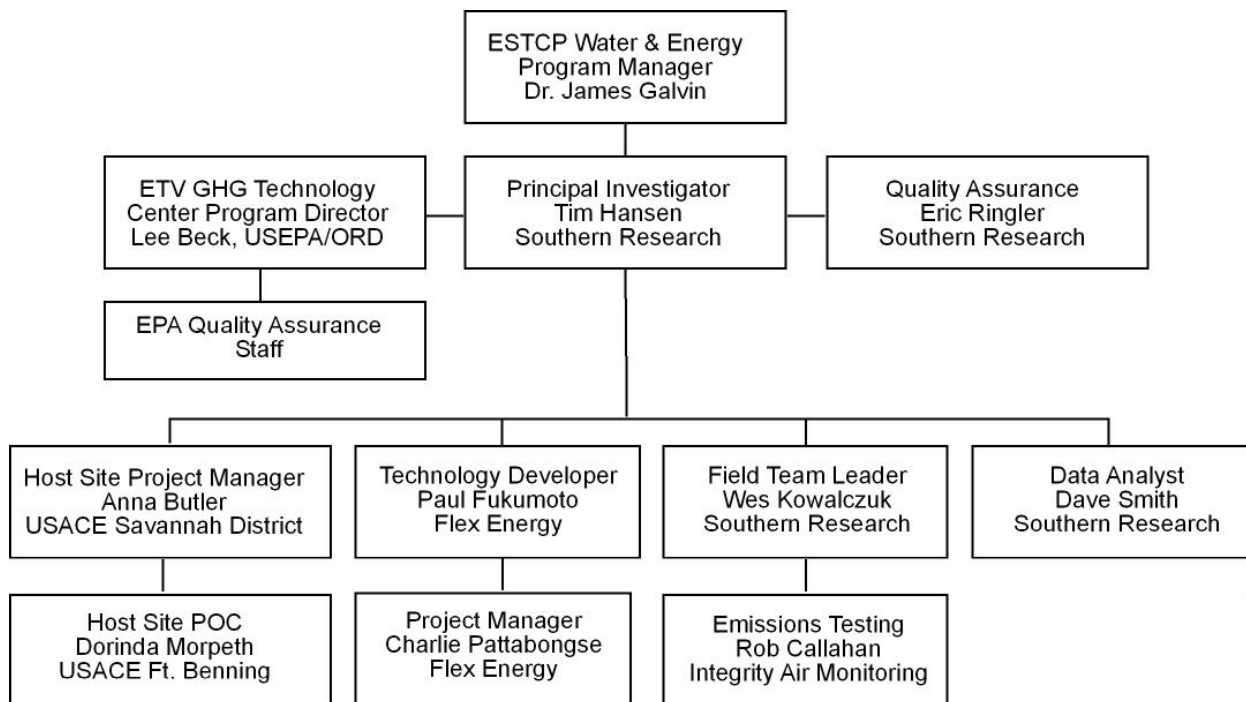 ESTCP Water & Energy
Program Manager
Dr. James Galvin
ETV GHG Technology
Center Program Director
Lee Beck, USEPA/ORD
Principal Investigator
Tim Hansen
Southern Research
Quality Assurance
Eric Ringler
Southern Research
EPA Quality Assurance
Staff
Host Site Project Manager
Anna Butler
USACE Savannah District
Technology Developer
Paul Fukumoto
Flex Energy
Field Team Leader
Wes Kowalczuk
Southern Research
Data Analyst
Dave Smith
Southern Research
Host Site POC
Dorinda Morpeth
USACE Ft. Benning
Project Manager
Charlie Pattabongse
Flex Energy
Emissions Testing
Rob Callahan
Integrity Air Monitoring